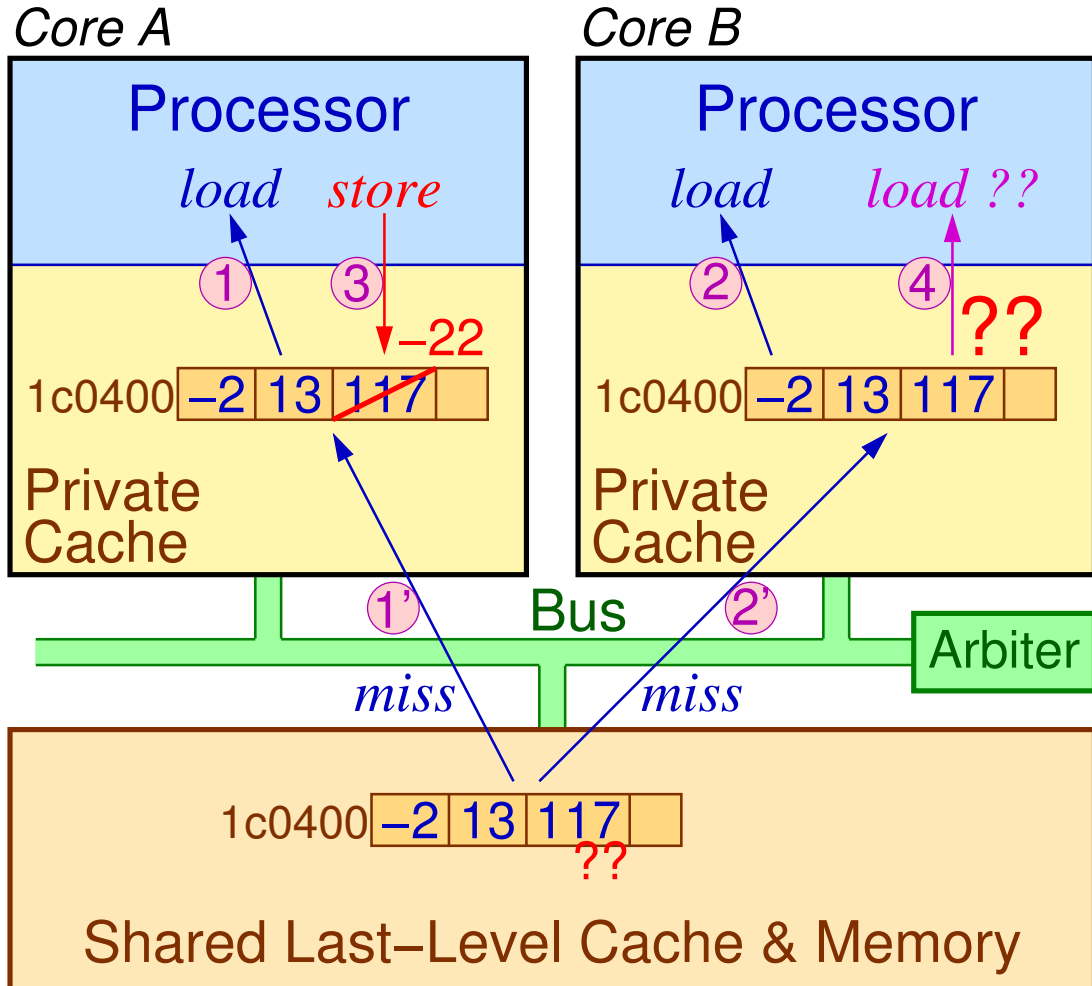 Core A
Core B
Processor
Processor
load
store
load
load ??
1
3
2
4
−22
??
1c0400 −2 13 117
1c0400 −2 13 117
Private
Cache
Private
Cache
1’
Bus
2’
Arbiter
miss
miss
1c0400 −2 13 117
??
Shared Last−Level Cache & Memory